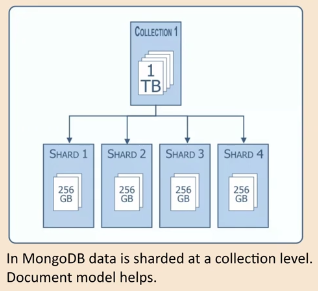 COLLECTION 1
1
TB
SHARD 1 SHARD 2 SHARD 3 SHARD 4
256 256 256 256
GB GB GB GB
In MongoDB data is sharded at a collection level.
Document model helps.